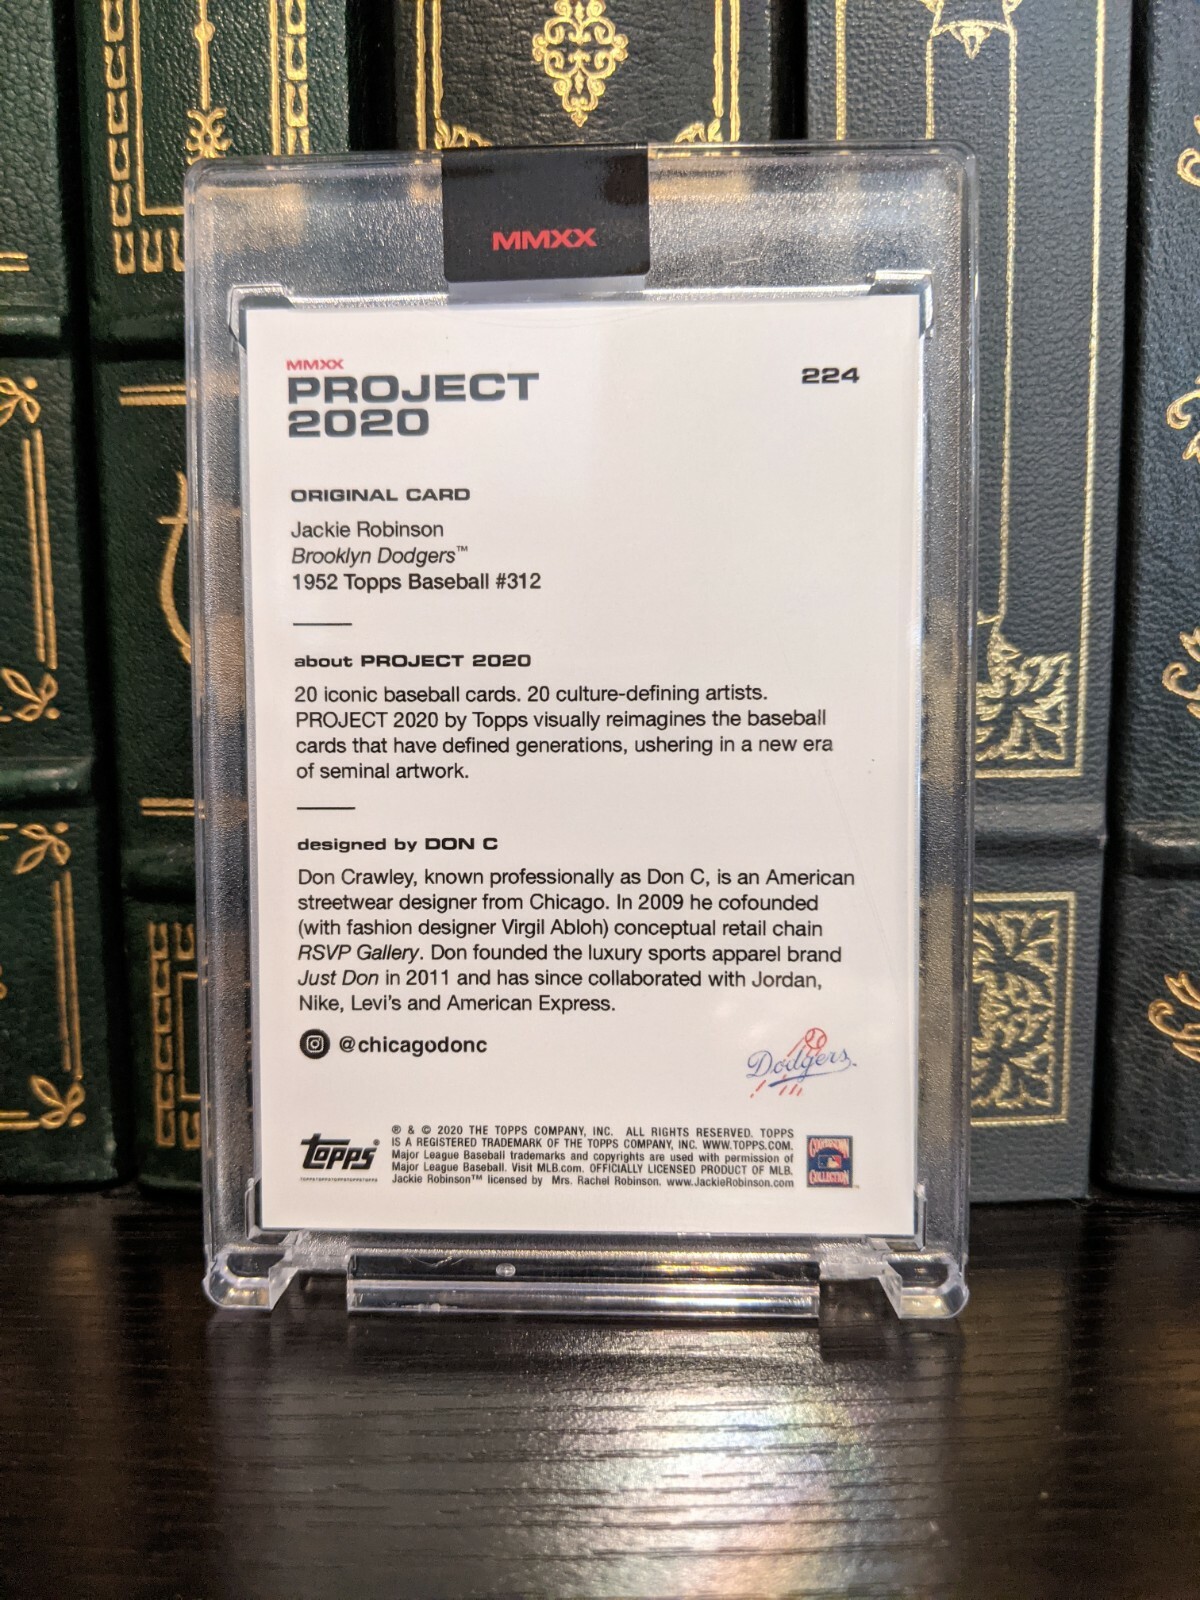 MMXX
MMXX
PROJECT
2020
224
ORIGINAL CARD
Jackie Robinson
Brooklyn Dodgers™
1952 Topps Baseball #312
about PROJECT 2020
20 iconic baseball cards. 20 culture-defining artists.
PROJECT 2020 by Topps visually reimagines the baseball
cards that have defined generations, ushering in a new era
of seminal artwork.
designed by DON C
Don Crawley, known professionally as Don C, is an American
streetwear designer from Chicago. In 2009 he cofounded
(with fashion designer Virgil Abloh) conceptual retail chain
RSVP Gallery. Don founded the luxury sports apparel brand
Just Don in 2011 and has since collaborated with Jordan,
Nike, Levi's and American Express.
@chicagodonc
Dodgers
topps®
® & © 2020 THE TOPPS COMPANY, INC. ALL RIGHTS RESERVED. TOPPS
IS A REGISTERED TRADEMARK OF THE TOPPS COMPANY, INC. WWW.TOPPS.COM.
Major League Baseball trademarks and copyrights are used with permission of
Major League Baseball. Visit MLB.com. OFFICIALLY LICENSED PRODUCT OF MLB.
Jackie Robinson™ licensed by Mrs. Rachel Robinson. www.JackieRobinson.com
COOPERSTOWN
COLLECTION